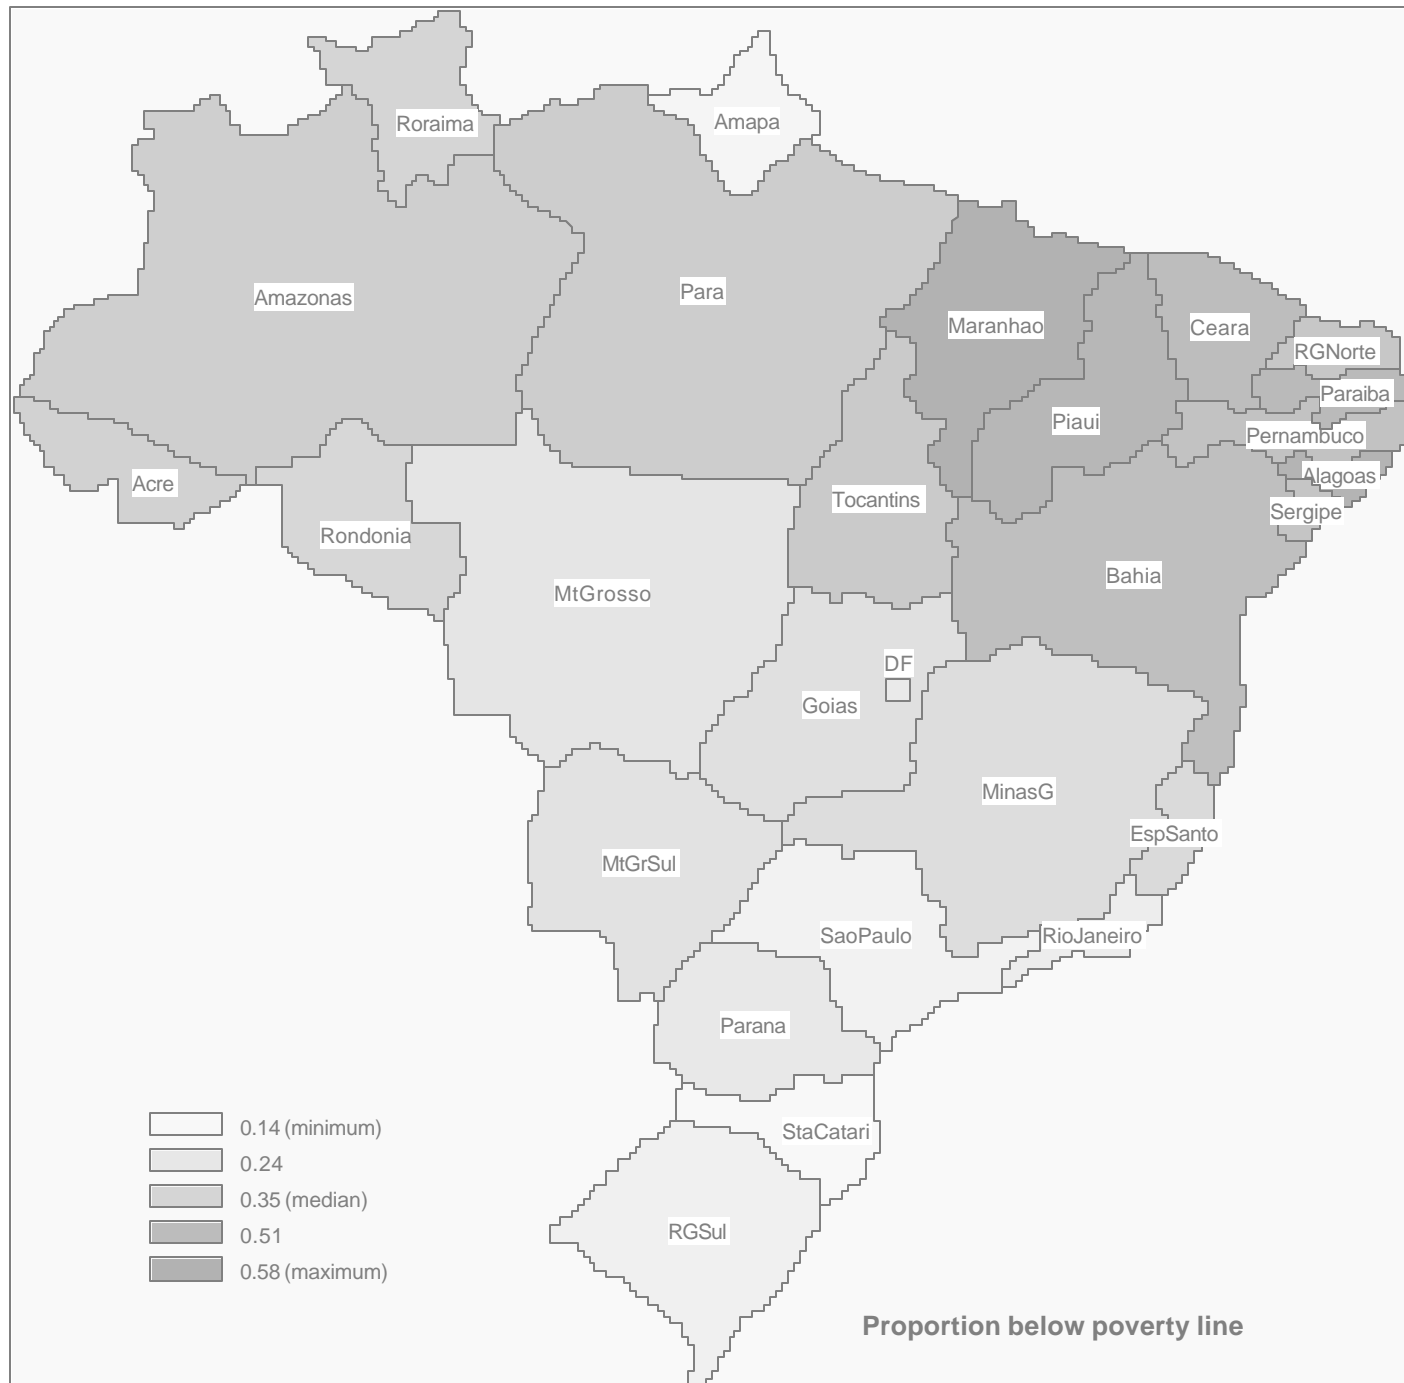 Amapa
Roraima
Para
Amazonas
Maranhao
Ceara
RGNorte
Paraiba
Piaui
Pernambuco
Alagoas
Acre
Tocantins
Sergipe
Rondonia
Bahia
MtGrosso
DF
Goias
MinasG
EspSanto
MtGrSul
SaoPaulo
RioJaneiro
Parana
StaCatari
RGSul
0.14 (minimum)
0.24
0.35 (median)
0.51
0.58 (maximum)
Proportion below poverty line